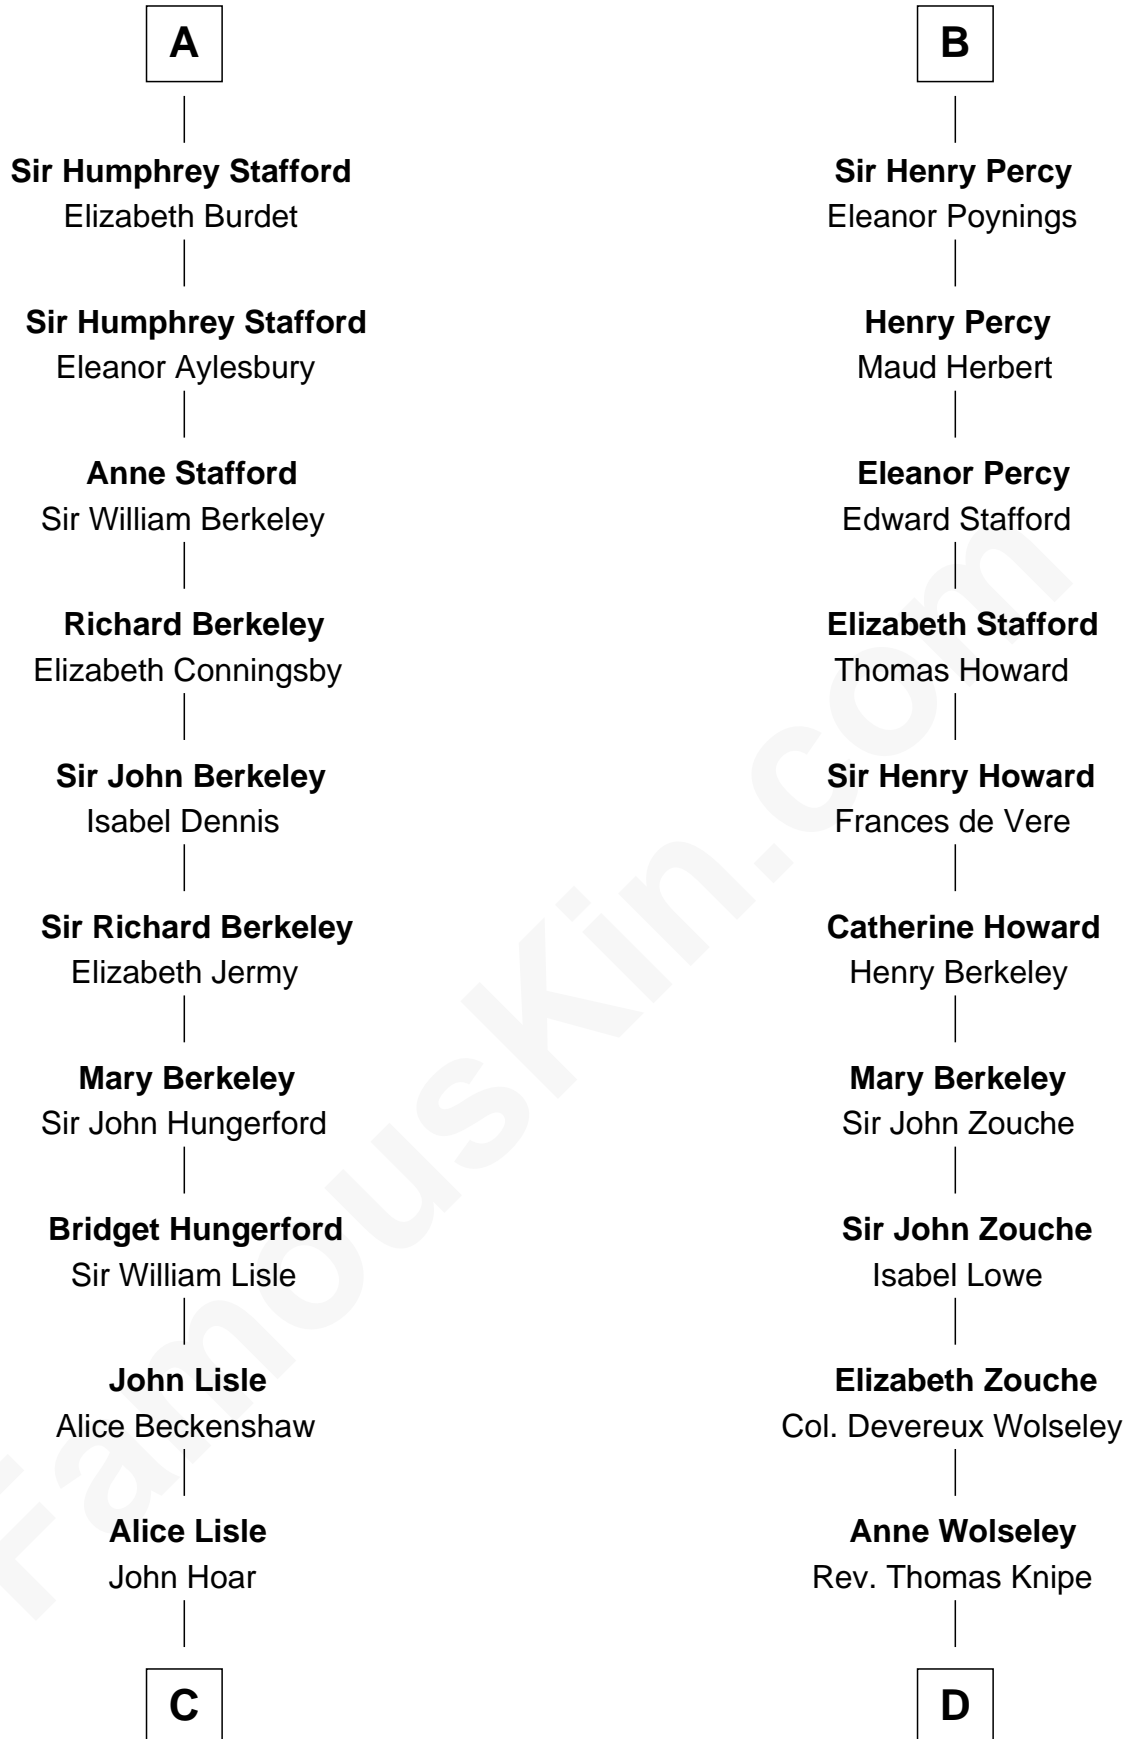 A
Sir Humphrey Stafford
Elizabeth Burdet
Sir Humphrey Stafford
Eleanor Aylesbury
Anne Stafford
Sir William Berkeley
Richard Berkeley
Elizabeth Conningsby
Sir John Berkeley
Isabel Dennis
Sir Richard Berkeley
Elizabeth Jermy
Mary Berkeley
Sir John Hungerford
Bridget Hungerford
Sir William Lisle
John Lisle
Alice Beckenshaw
Alice Lisle
John Hoar
C
B
Sir Henry Percy
Eleanor Poynings
Henry Percy
Maud Herbert
Eleanor Percy
Edward Stafford
Elizabeth Stafford
Thomas Howard
Sir Henry Howard
Frances de Vere
Catherine Howard
Henry Berkeley
Mary Berkeley
Sir John Zouche
Sir John Zouche
Isabel Lowe
Elizabeth Zouche
Col. Devereux Wolseley
Anne Wolseley
Rev. Thomas Knipe
D
FamousKin.com